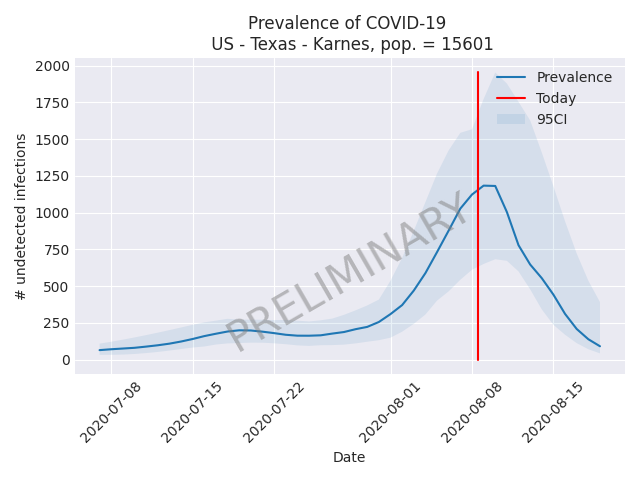 Prevalence of COVID-19
US - Texas - Karnes, pop. = 15601
2000
1750
1500
1250
1000
750
500
250
0
# undetected infections
Prevalence
Today
95CI
PRELIMINARY
2020-07-08
2020-07-15
2020-07-22
2020-08-01
2020-08-08
2020-08-15
Date